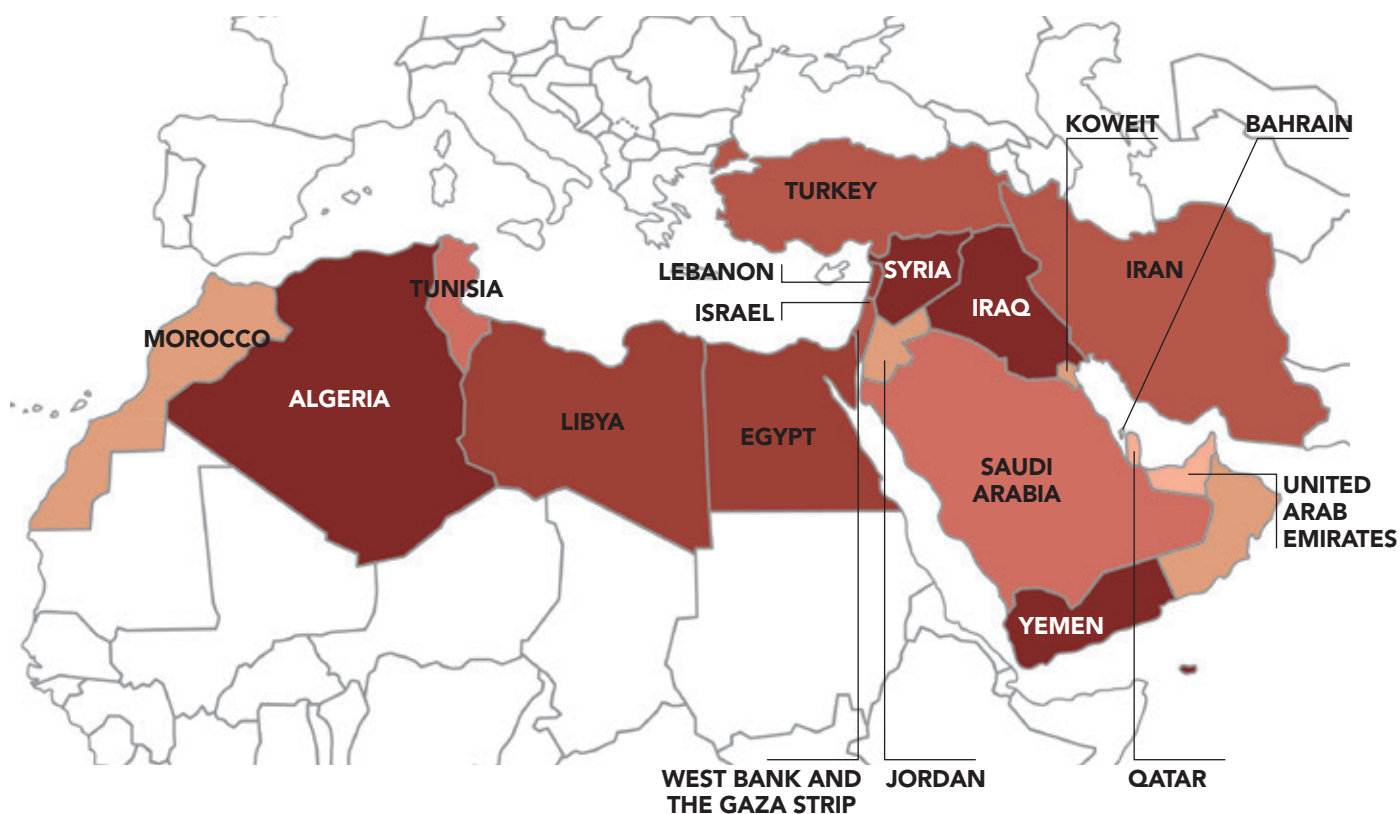 KOWEIT
BAHRAIN
TURKEY
LEBANON
SYRIA
IRAN
TUNISIA
ISRAEL
IRAQ
MOROCCO
ALGERIA
LIBYA
EGYPT
SAUDI
ARABIA
UNITED
ARAB
EMIRATES
YEMEN
WEST BANK AND
THE GAZA STRIP
JORDAN
QATAR